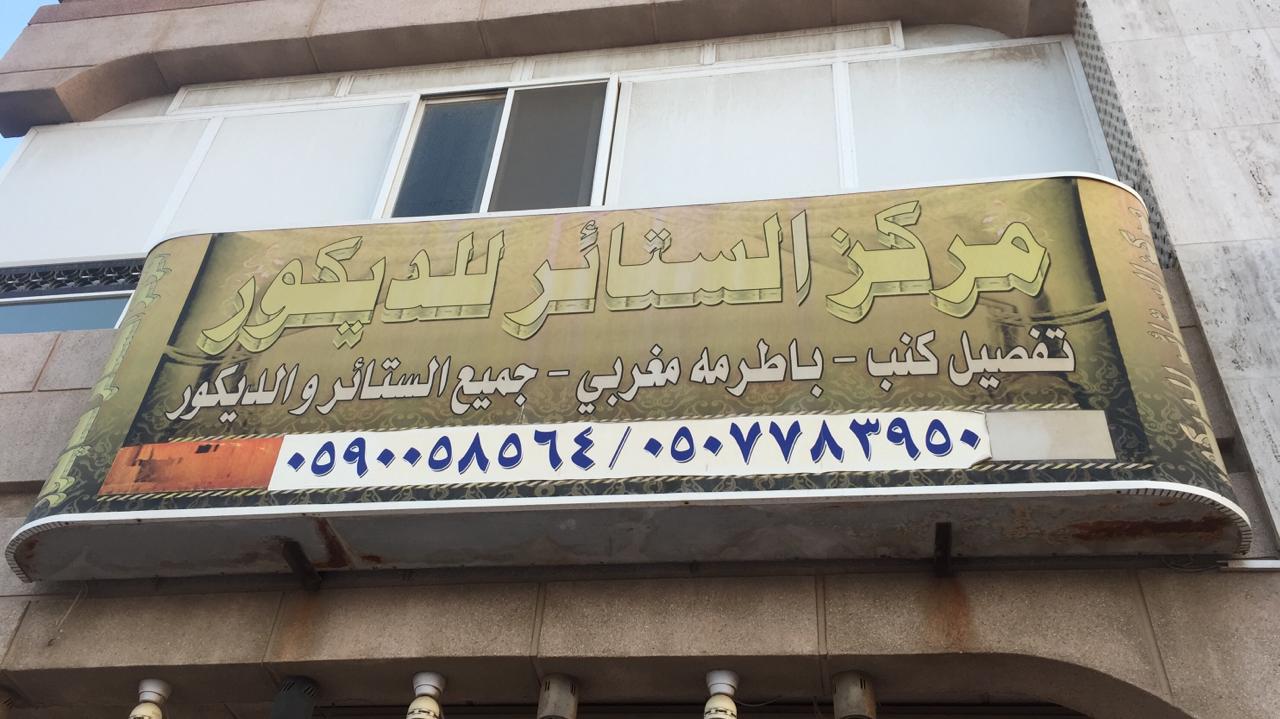 مركز الستائر للديكور
تفصيل كنب - باطرمه مغربي - جميع الستائر والديكور
٠٥٩٠٠٥٨٥٦٤ / ٠٥٠٧٧٨٣٩٥٠